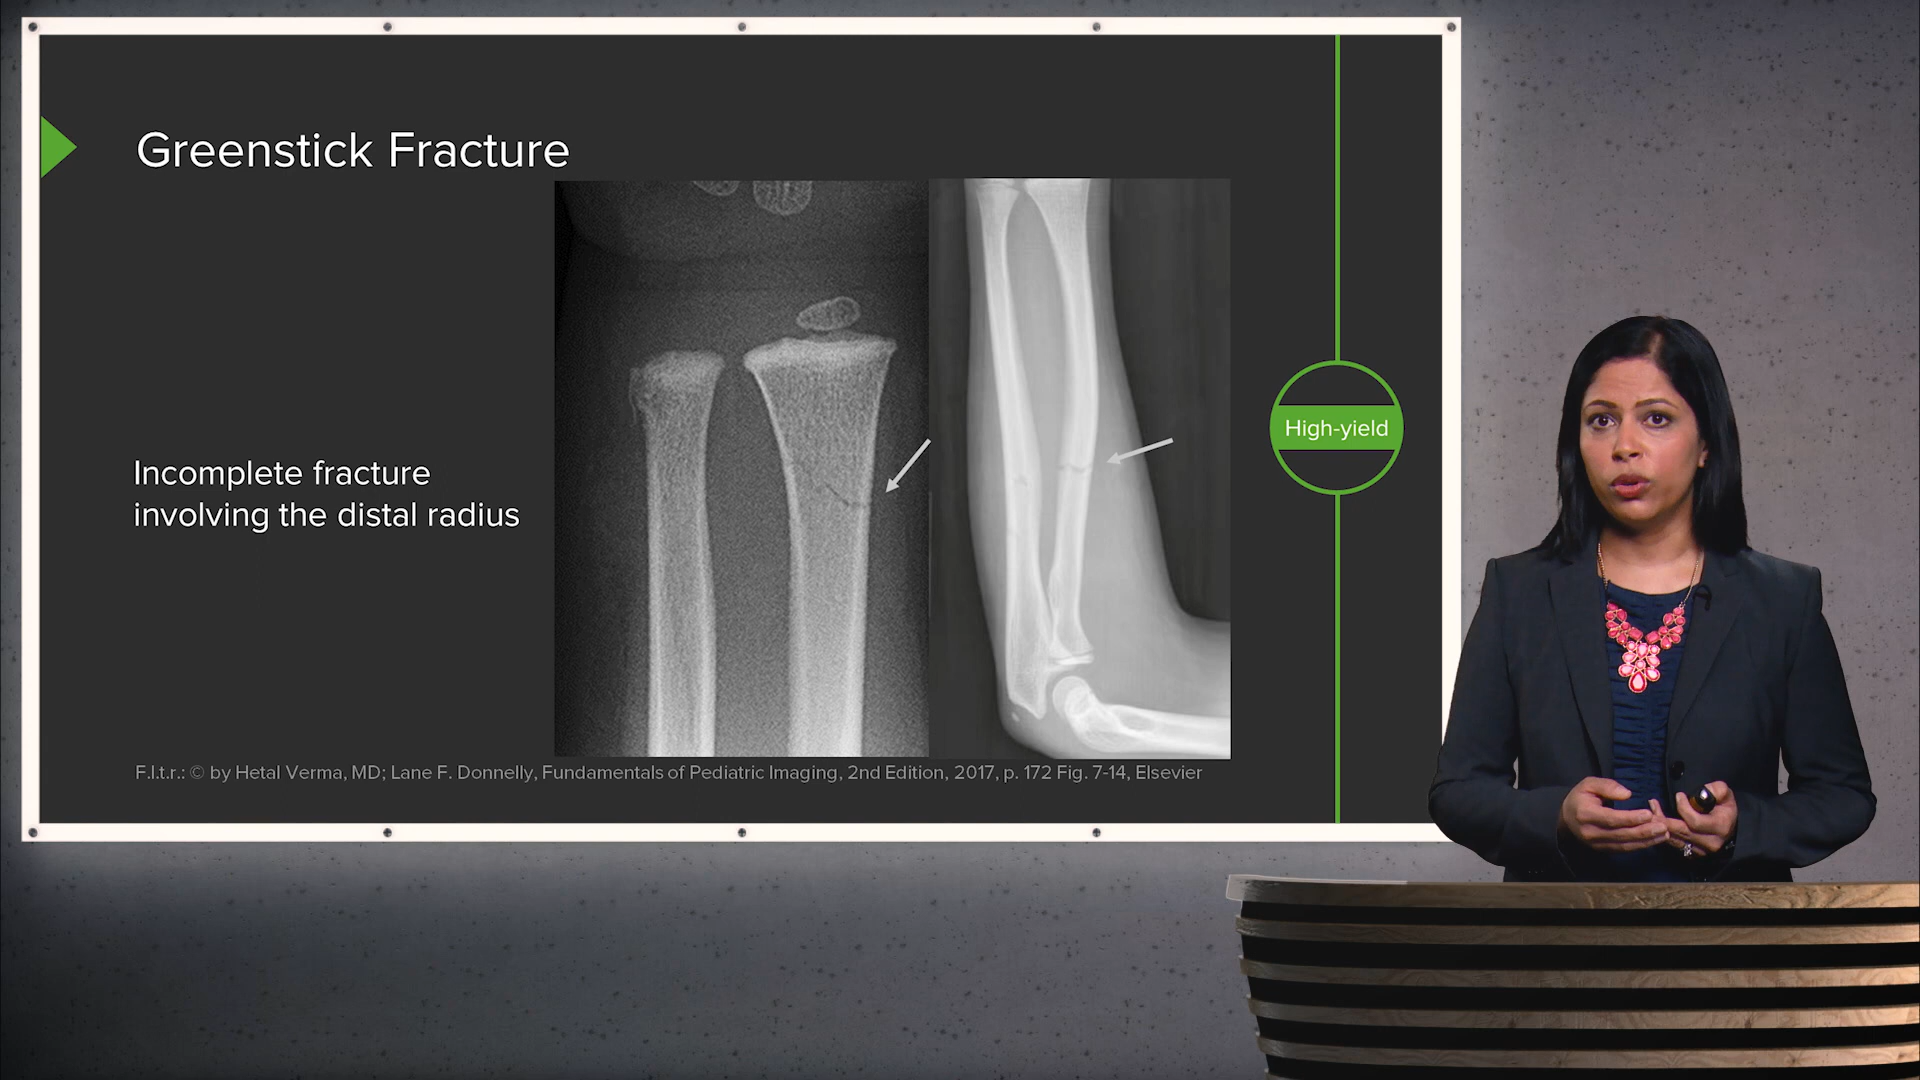 Greenstick Fracture
Incomplete fracture
involving the distal radius
High-yield
F.l.t.r.: © by Hetal Verma, MD; Lane F. Donnelly, Fundamentals of Pediatric Imaging, 2nd Edition, 2017, p. 172 Fig. 7-14, Elsevier